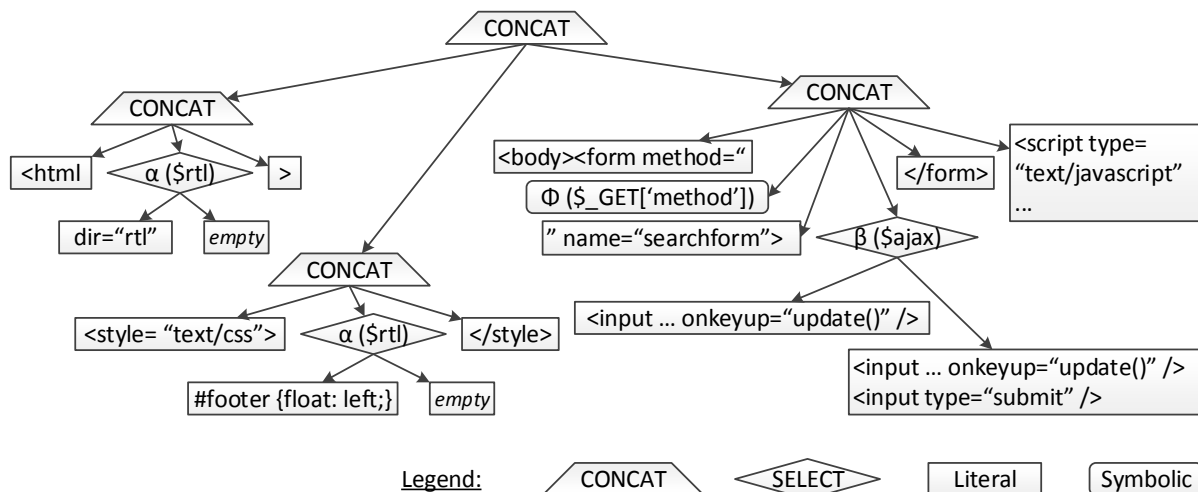 CONCAT
CONCAT
CONCAT
<html
α ($rtl)
>
dir=“rtl”
empty
CONCAT
<style= “text/css”>
α ($rtl)
</style>
#footer {float: left;}
empty
<body><form method=“
Φ ($_GET[‘method’])
” name=“searchform”>
</form>
<script type=
“text/javascript”
...
β ($ajax)
<input ... onkeyup=“update()” />
<input ... onkeyup=“update()” />
<input type=“submit” />
Legend:
CONCAT
SELECT
Literal
Symbolic